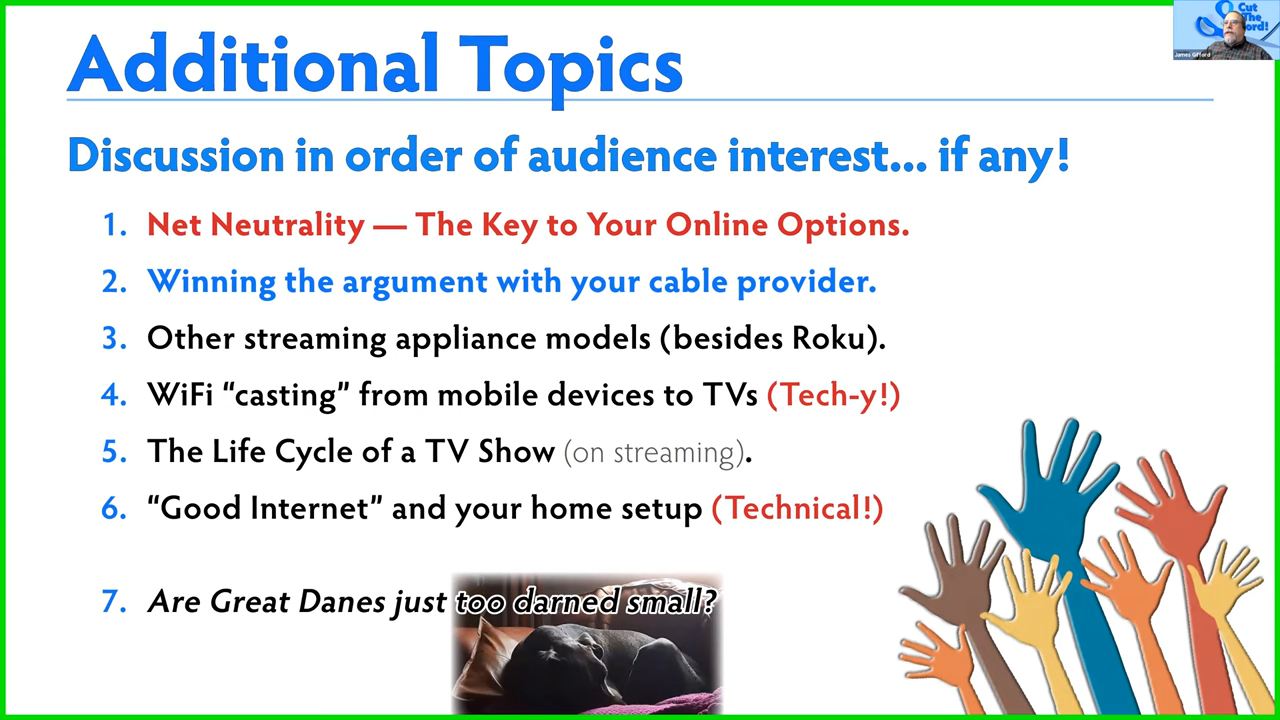 Cut
The
ord!
James Gifford
Additional Topics
Discussion in order of audience interest... if any!
1. Net Neutrality — The Key to Your Online Options.
2. Winning the argument with your cable provider.
3. Other streaming appliance models (besides Roku).
4. WiFi “casting” from mobile devices to TVs (Tech-y!)
5. The Life Cycle of a TV Show (on streaming).
6. “Good Internet” and your home setup (Technical!)
7. Are Great Danes just too darned small?